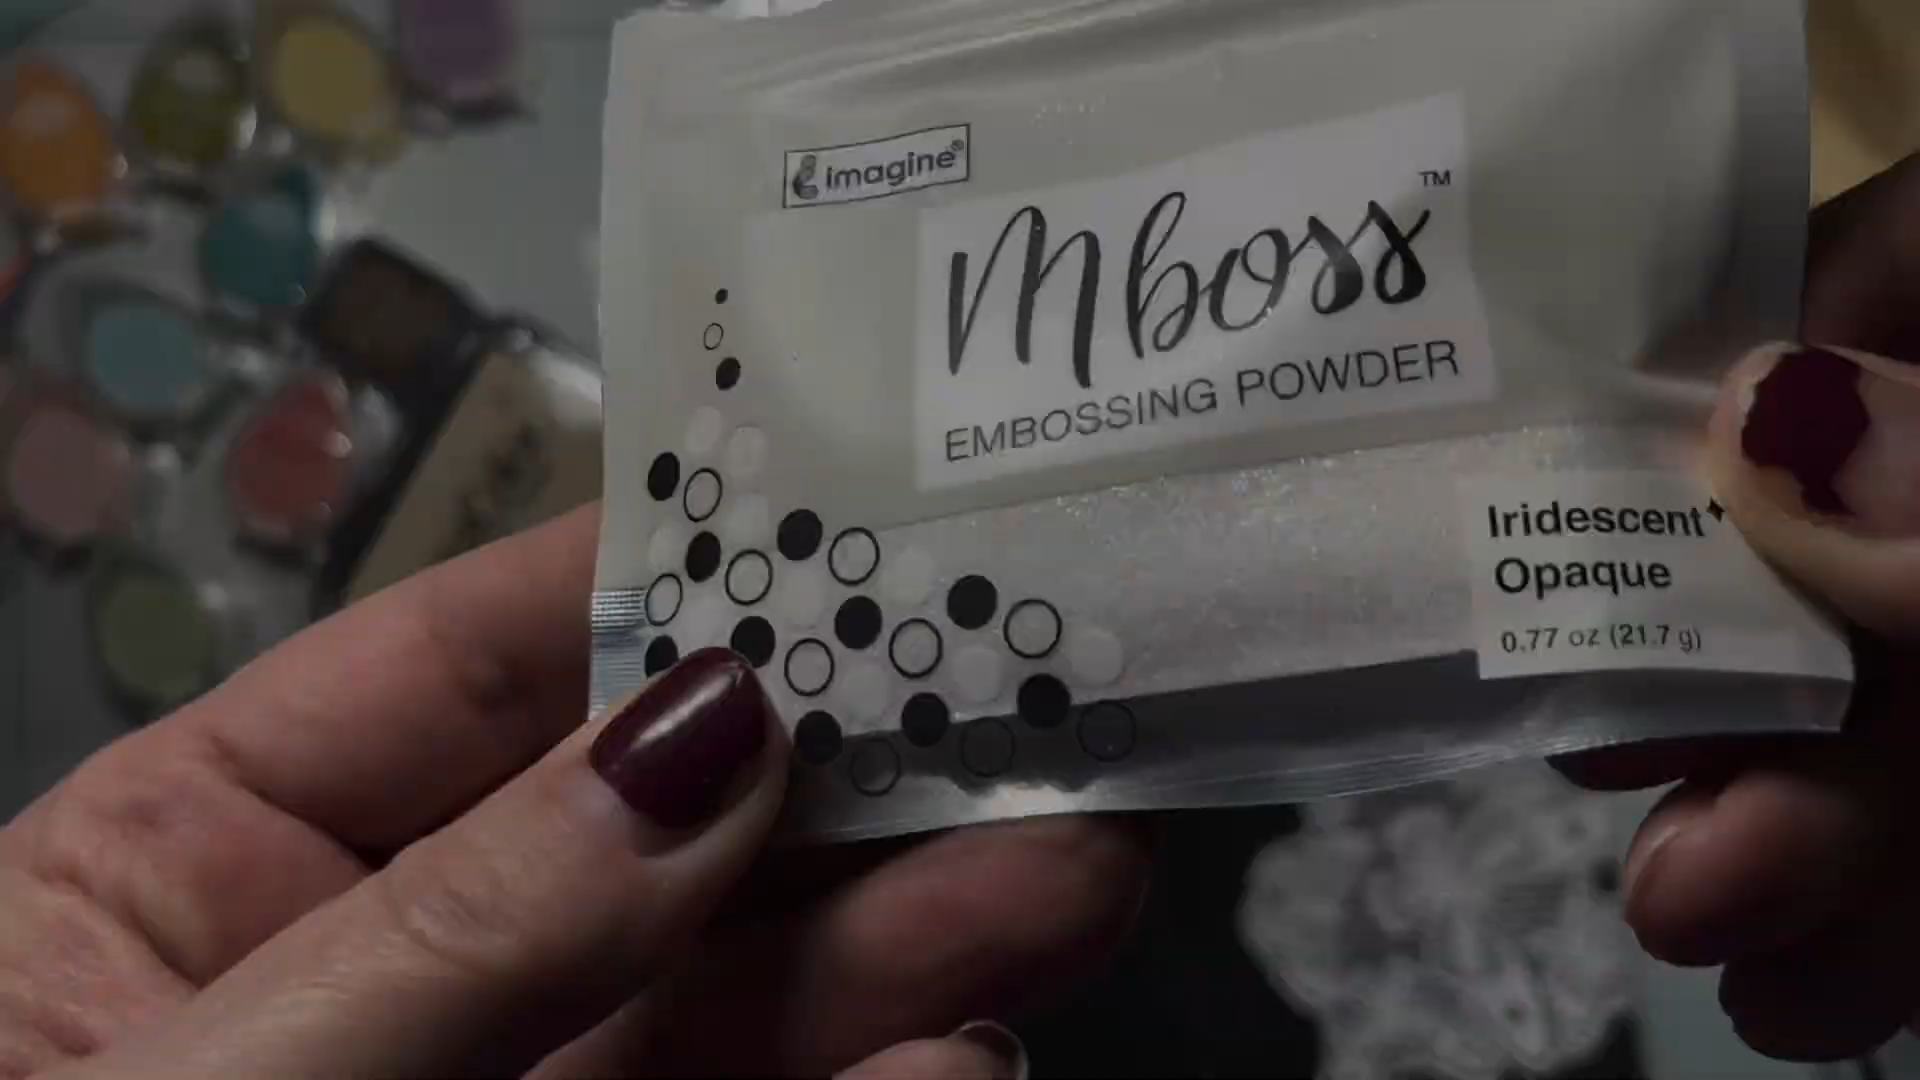 imagine®
Mboss™
EMBOSSING POWDER
Iridescent
Opaque
0.77 oz (21.7 g)